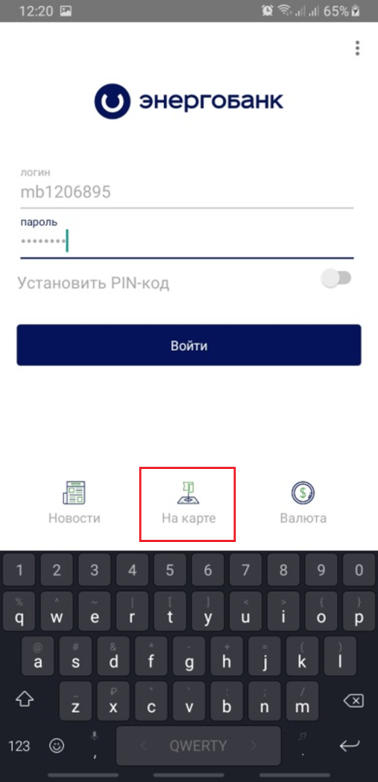 12:20 65%
энергобанк
логин
mb1206895
пароль
••••••••
Установить PIN-код
Войти
Новости На карте Валюта
1 2 3 4 5 6 7 8 9 0
% ^ ~ | [ ] < > { }
q w e r t y u i o p
@ # & * - + = ( )
a s d f g h j k l
_ ₽ " ' : ; /
z x c v b n m
123 , QWERTY .